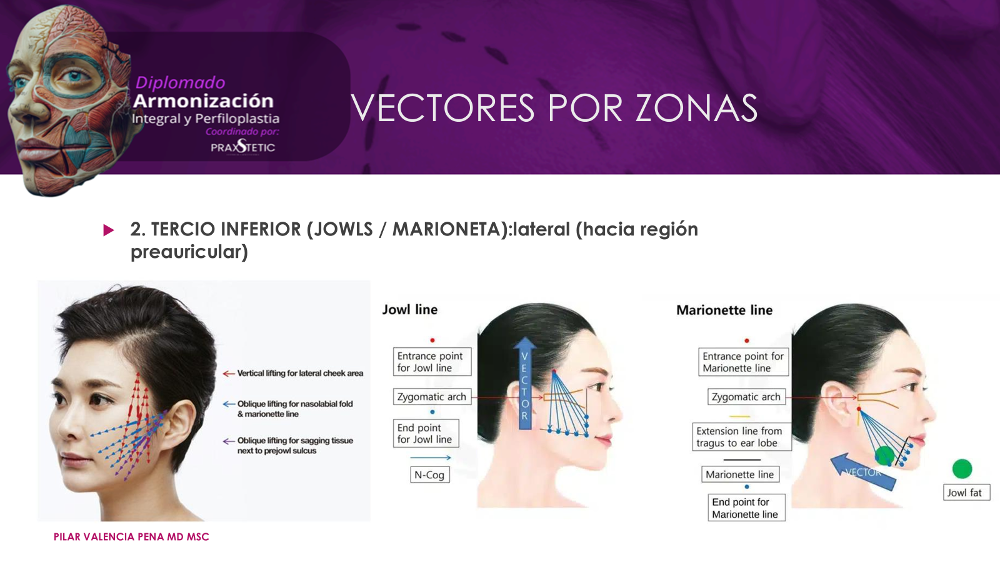 Diplomado
Armonización
Integral y Perfiloplastia
Coordinado por:
PRAXSTETIC
VECTORES POR ZONAS
2. TERCIO INFERIOR (JOWLS / MARIONETA):lateral (hacia región
preauricular)
Vertical lifting for lateral cheek area
Oblique lifting for nasolabial fold
& marionette line
Oblique lifting for sagging tissue
next to prejowl sulcus
Jowl line
Entrance point
for Jowl line
Zygomatic arch
End point
for Jowl line
N-Cog
VECTOR
Marionette line
Entrance point for
Marionette line
Zygomatic arch
Extension line from
tragus to ear lobe
Marionette line
End point for
Marionette line
VECTOR
Jowl fat
PILAR VALENCIA PENA MD MSC